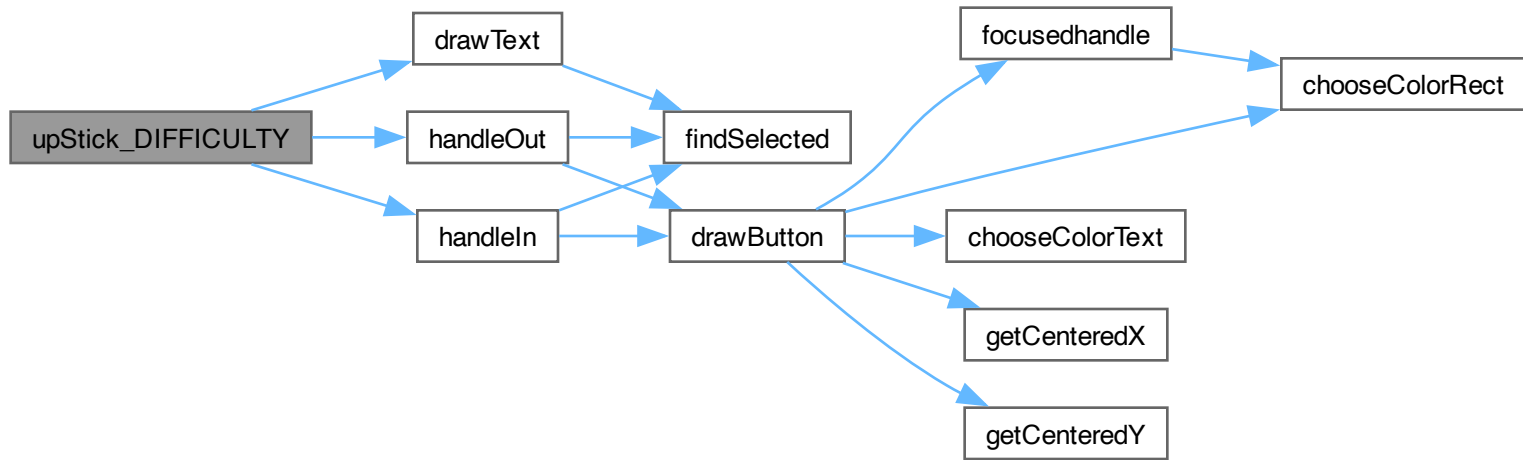 upStick_DIFFICULTY
drawText
handleOut
handleIn
findSelected
drawButton
focusedhandle
chooseColorText
getCenteredX
getCenteredY
chooseColorRect